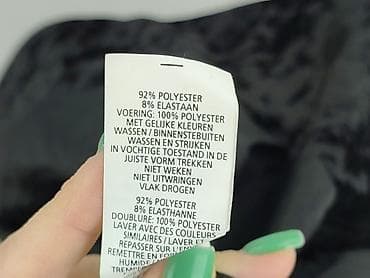 92% POLYESTER
8% ELASTAAN
VOERING: 100% POLYESTER
MET GELIJKE KLEUREN
WASSEN / BINNENSTEBUITEN
WASSEN EN STRIJKEN
IN VOCHTIGE TOESTAND IN DE
JUISTE VORM TREKKEN
NIET WEKEN
NIET UITWRINGEN
VLAK DROGEN
92% POLYESTER
8% ELASTHANNE
DOUBLURE: 100% POLYESTER
LAVER AVEC DES COULEURS
SIMILAIRES / LAVER ET
REPASSER SUR
REMETTRE EN